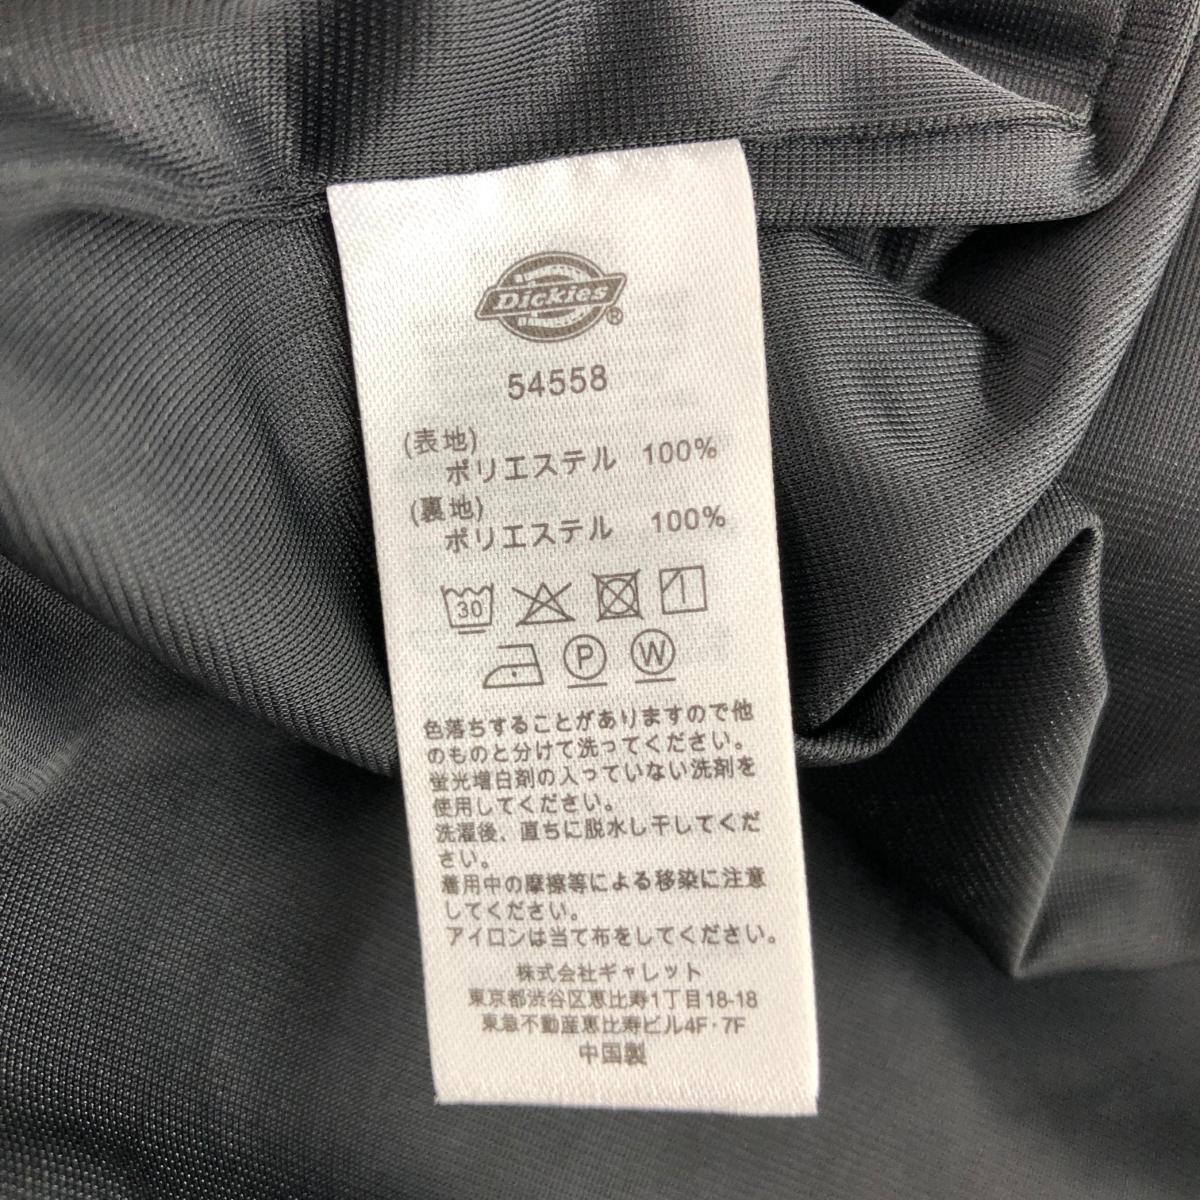 Dickies®
54558
(表地)
ポリエステル 100%
(裏地)
ポリエステル 100%
30
P W
色落ちすることがありますので他
のものと分けて洗ってください。
蛍光増白剤の入っていない洗剤を
使用してください。
洗濯後、直ちに脱水し干してくだ
さい。
着用中の摩擦等による移染に注意
してください。
アイロンは当て布をしてください。
株式会社ギャレット
東京都渋谷区恵比寿1丁目18-18
東急不動産恵比寿ビル4F・7F
中国製